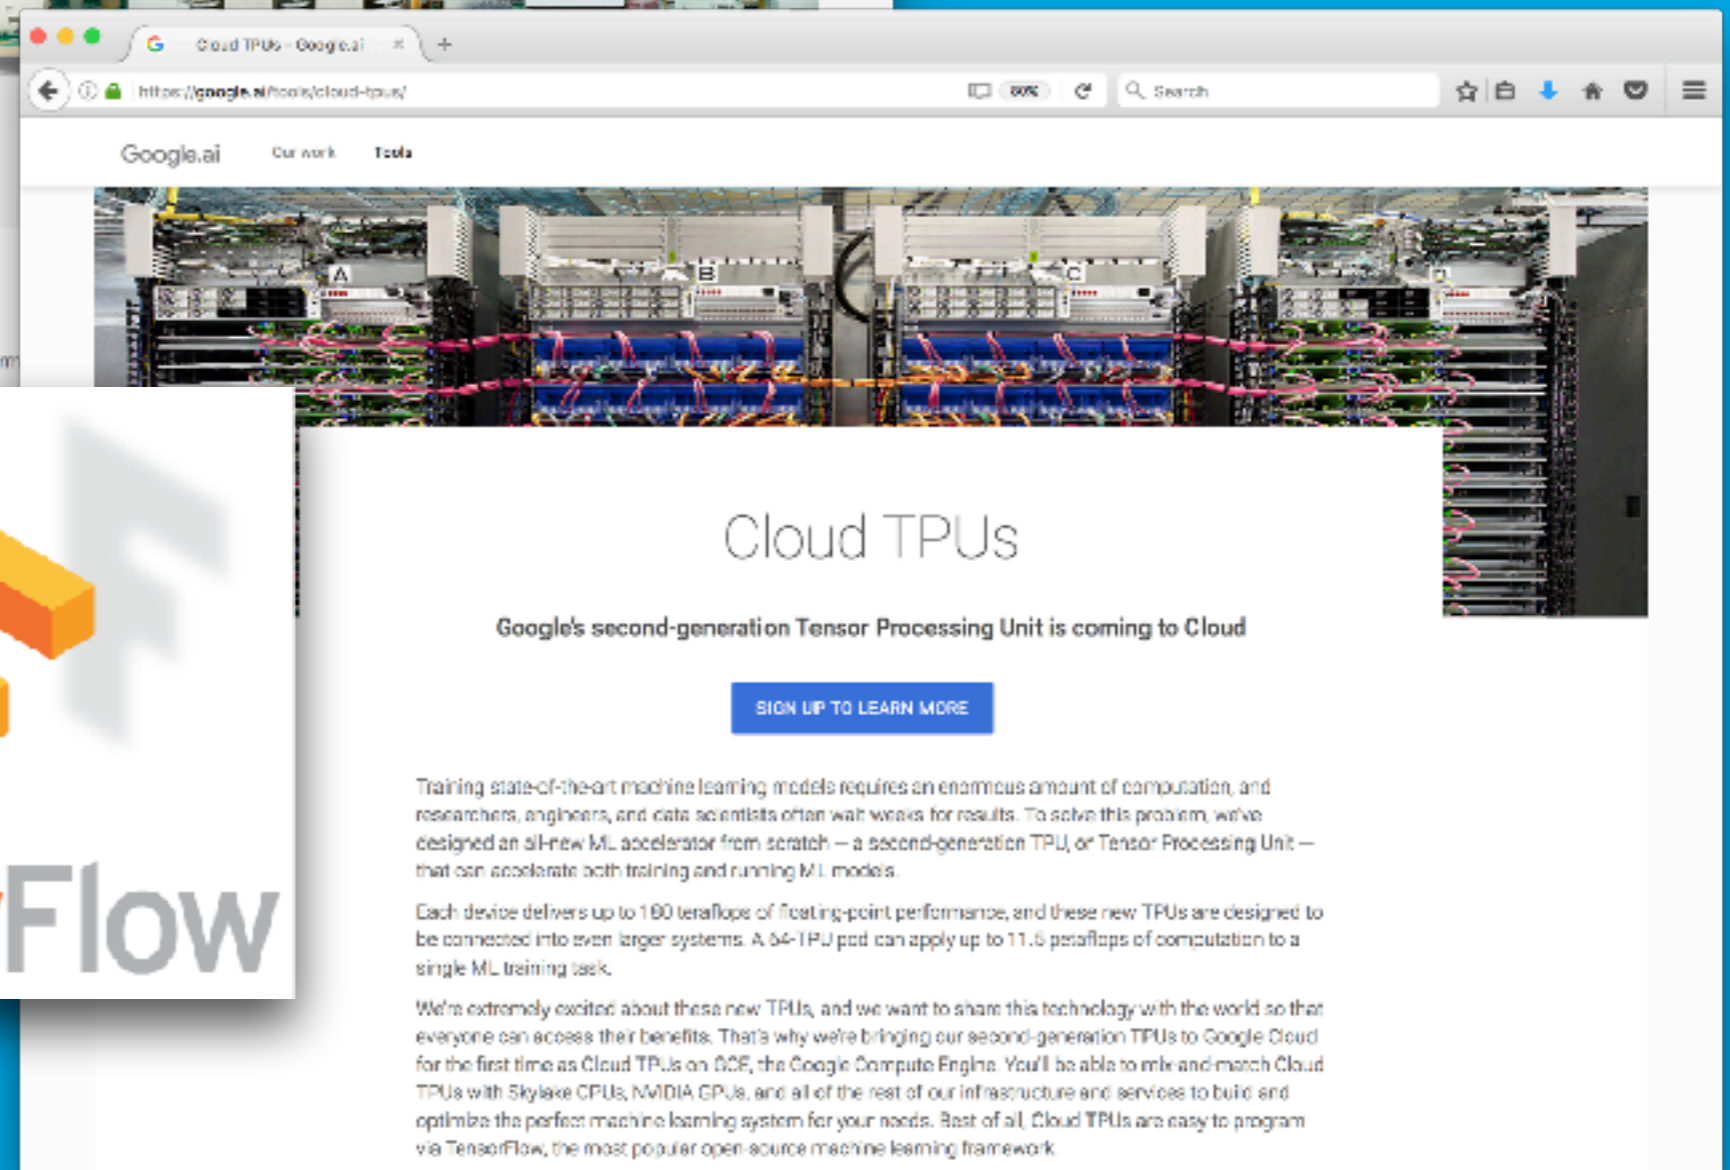 Cloud TPUs - Google.ai
https://google.ai/tools/cloud-tpus/
80%
Search
Google.ai
Our work
Tools
A
B
C
D
Cloud TPUs
Google's second-generation Tensor Processing Unit is coming to Cloud
SIGN UP TO LEARN MORE
Training state-of-the-art machine learning models requires an enormous amount of computation, and
researchers, engineers, and data scientists often wait weeks for results. To solve this problem, we've
designed an all-new ML accelerator from scratch — a second-generation TPU, or Tensor Processing Unit —
that can accelerate both training and running ML models.
Each device delivers up to 180 teraflops of floating-point performance, and these new TPUs are designed to
be connected into even larger systems. A 64-TPU pod can apply up to 11.5 petaflops of computation to a
single ML training task.
We're extremely excited about these new TPUs, and we want to share this technology with the world so that
everyone can access their benefits. That's why we're bringing our second-generation TPUs to Google Cloud
for the first time as Cloud TPUs on GCE, the Google Compute Engine. You'll be able to mix-and-match Cloud
TPUs with Skylake CPUs, NVIDIA GPUs, and all of the rest of our infrastructure and services to build and
optimize the perfect machine learning system for your needs. Best of all, Cloud TPUs are easy to program
via TensorFlow, the most popular open-source machine learning framework.
Flow